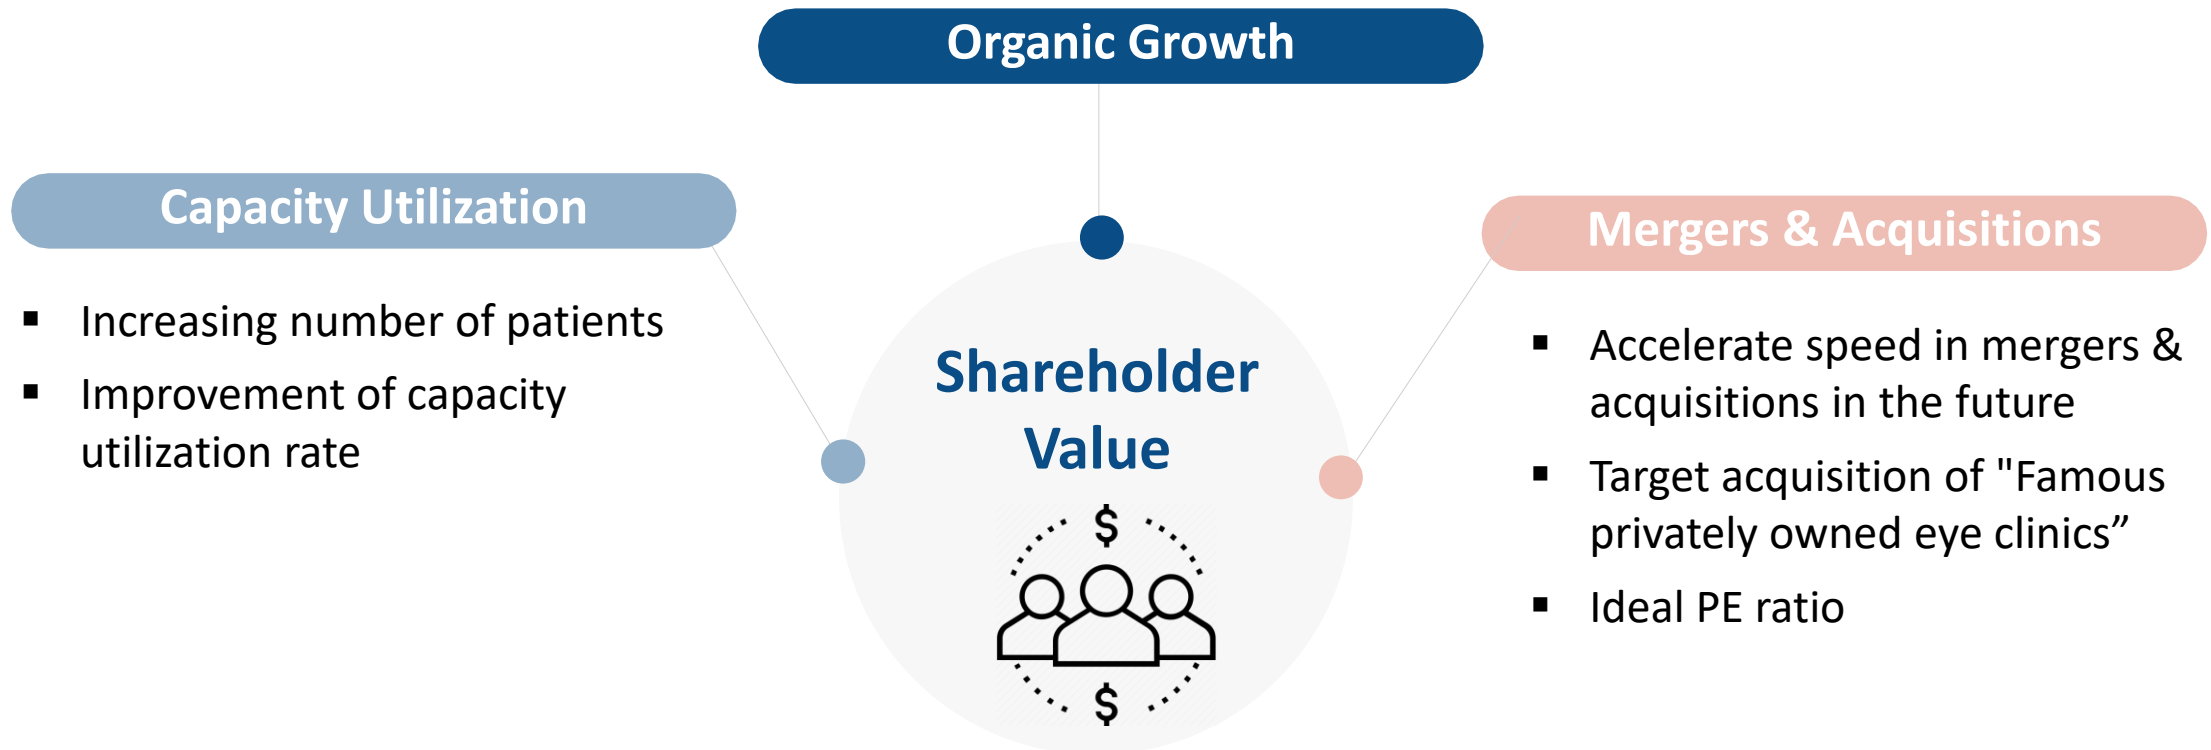 Organic Growth
Capacity Utilization
▪ Increasing number of patients
▪ Improvement of capacity
utilization rate
Shareholder
Value
$
$
Mergers & Acquisitions
▪ Accelerate speed in mergers &
acquisitions in the future
▪ Target acquisition of "Famous
privately owned eye clinics”
▪ Ideal PE ratio